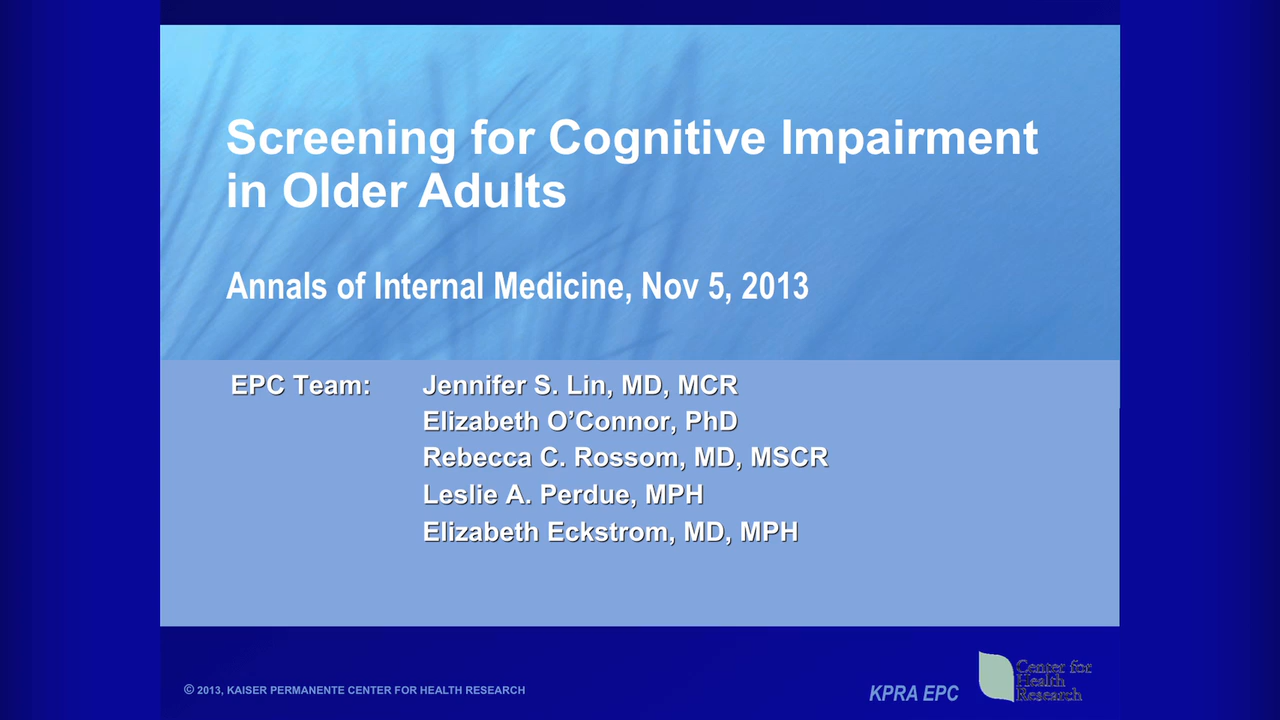 Screening for Cognitive Impairment
in Older Adults
Annals of Internal Medicine, Nov 5, 2013
EPC Team: Jennifer S. Lin, MD, MCR
Elizabeth O’Connor, PhD
Rebecca C. Rossom, MD, MSCR
Leslie A. Perdue, MPH
Elizabeth Eckstrom, MD, MPH
© 2013, KAISER PERMANENTE CENTER FOR HEALTH RESEARCH
KPRA EPC
Center for
Health
Research